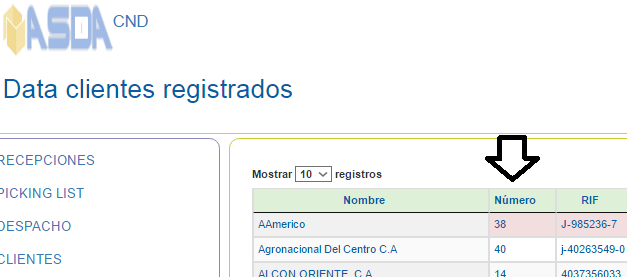 ASDA CND
Data clientes registrados
RECEPCIONES
PICKING LIST
DESPACHO
CLIENTES
Mostrar 10 registros
Nombre Número RIF
AAmerico 38 J-985236-7
Agronacional Del Centro C.A 40 j-40263549-0
ALCON ORIENTE, C.A 14 4037356033